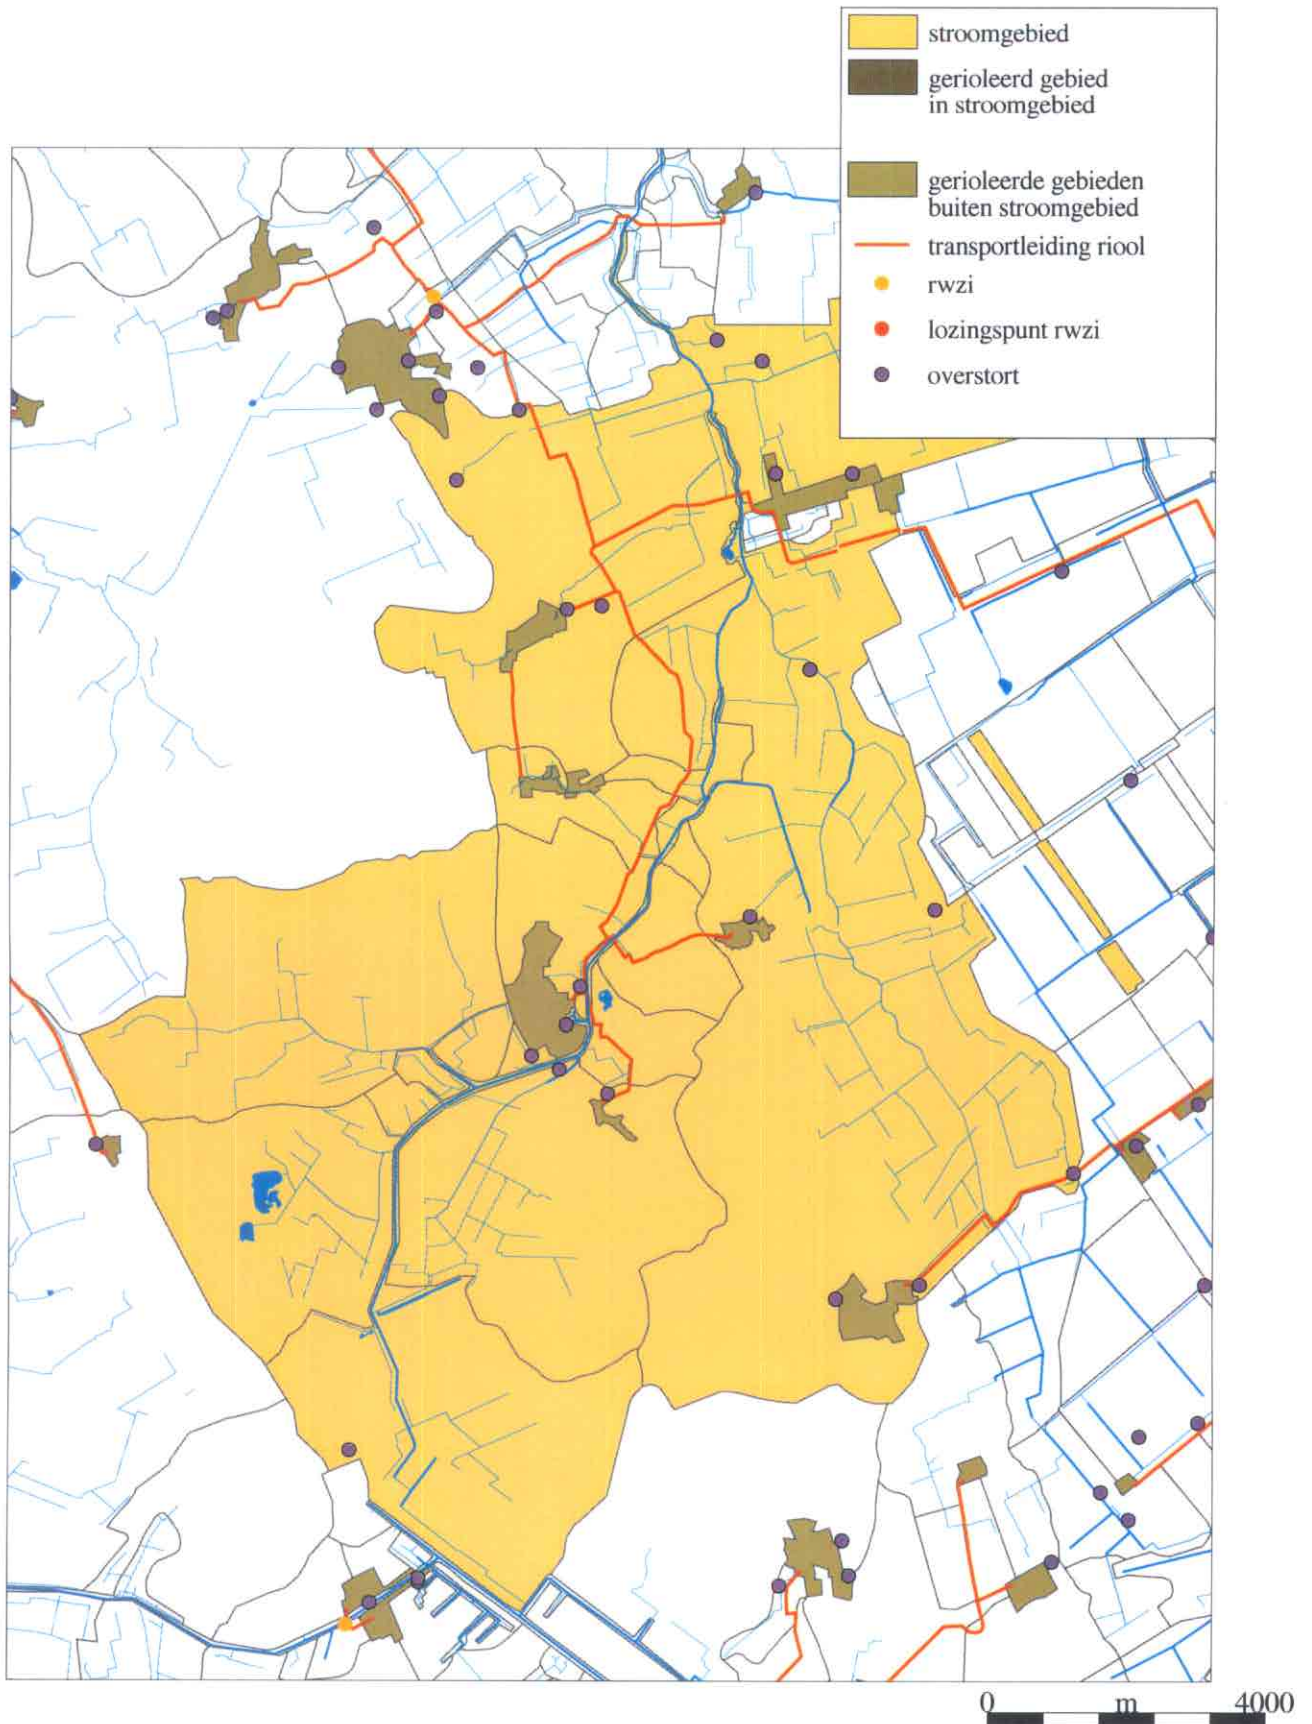 stroomgebied
gerioleerd gebied
in stroomgebied
gerioleerde gebieden
buiten stroomgebied
transportleiding riool
rwzi
lozingspunt rwzi
overstort
0 m 4000